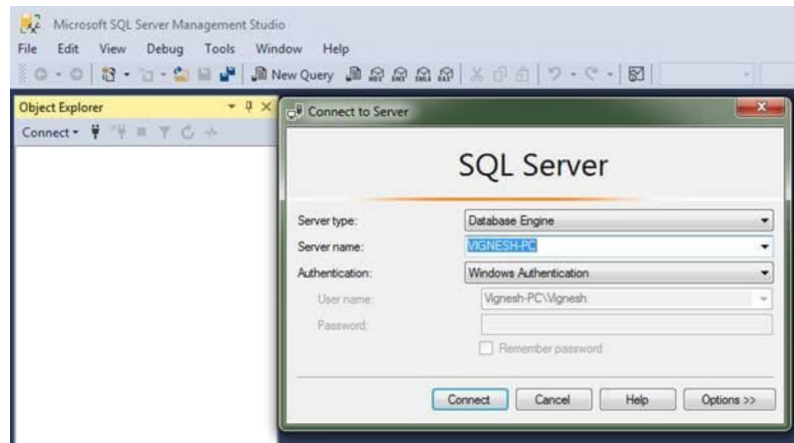 Microsoft SQL Server Management Studio
File Edit View Debug Tools Window Help
New Query
Object Explorer
Connect
Connect to Server
SQL Server
Server type: Database Engine
Server name: VIGNESH-PC
Authentication: Windows Authentication
User name: Vignesh-PC\Vignesh
Password:
Remember password
Connect Cancel Help Options >>